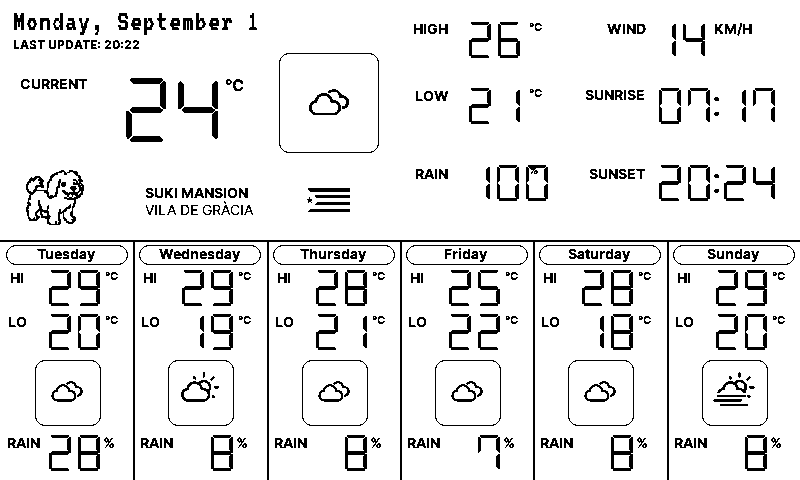 Monday, September 1
LAST UPDATE: 20:22
CURRENT 24 °C
HIGH 26 °C
WIND 14 KM/H
LOW 21 °C
SUNRISE 07:17
RAIN 100 %
SUNSET 20:24
SUKI MANSION
VILA DE GRÀCIA
Tuesday
HI 29 °C
LO 20 °C
RAIN 28 %
Wednesday
HI 29 °C
LO 19 °C
RAIN 8 %
Thursday
HI 28 °C
LO 21 °C
RAIN 8 %
Friday
HI 25 °C
LO 22 °C
RAIN 7 %
Saturday
HI 28 °C
LO 18 °C
RAIN 8 %
Sunday
HI 29 °C
LO 20 °C
RAIN 8 %